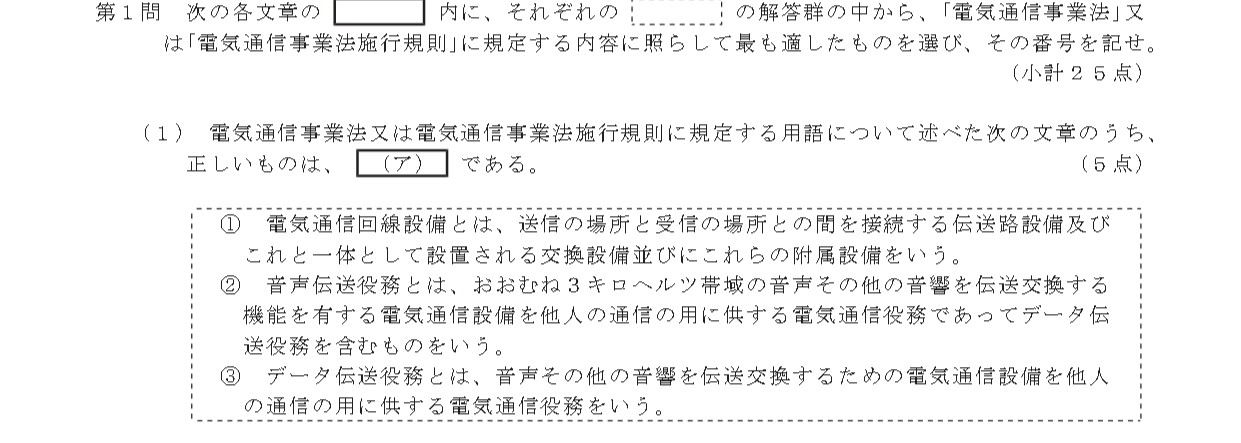 第１問　次の各文章の　　　　内に、それぞれの　　　　の解答群の中から、｢電気通信事業法｣又
は｢電気通信事業法施行規則｣に規定する内容に照らして最も適したものを選び、その番号を記せ。
（小計２５点）
（１）　電気通信事業法又は電気通信事業法施行規則に規定する用語について述べた次の文章のうち、
正しいものは、　（ア）　である。　（５点）
①　電気通信回線設備とは、送信の場所と受信の場所との間を接続する伝送路設備及び
これと一体として設置される交換設備並びにこれらの附属設備をいう。
②　音声伝送役務とは、おおむね３キロヘルツ帯域の音声その他の音響を伝送交換する
機能を有する電気通信設備を他人の通信の用に供する電気通信役務であってデータ伝
送役務を含むものをいう。
③　データ伝送役務とは、音声その他の音響を伝送交換するための電気通信設備を他人
の通信の用に供する電気通信役務をいう。